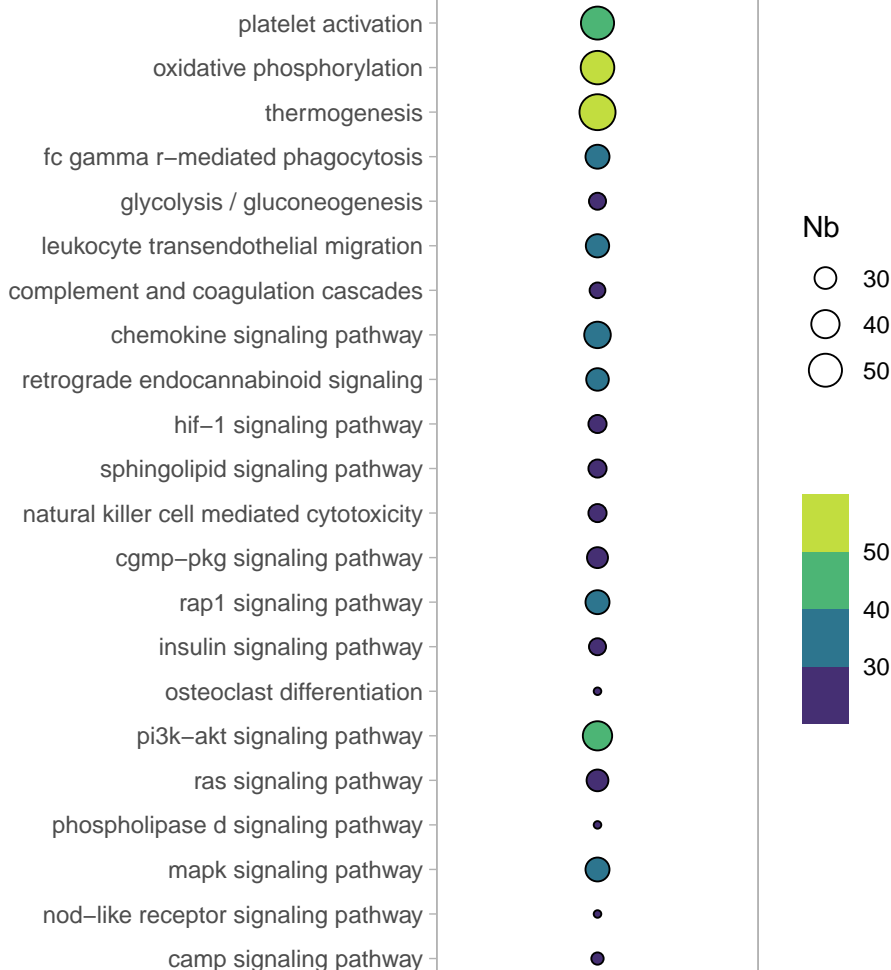 platelet activation
oxidative phosphorylation
thermogenesis
fc gamma r−mediated phagocytosis
glycolysis / gluconeogenesis
leukocyte transendothelial migration
complement and coagulation cascades
chemokine signaling pathway
retrograde endocannabinoid signaling
hif−1 signaling pathway
sphingolipid signaling pathway
natural killer cell mediated cytotoxicity
cgmp−pkg signaling pathway
rap1 signaling pathway
insulin signaling pathway
osteoclast differentiation
pi3k−akt signaling pathway
ras signaling pathway
phospholipase d signaling pathway
mapk signaling pathway
nod−like receptor signaling pathway
camp signaling pathway
Nb
30
40
50
50
40
30